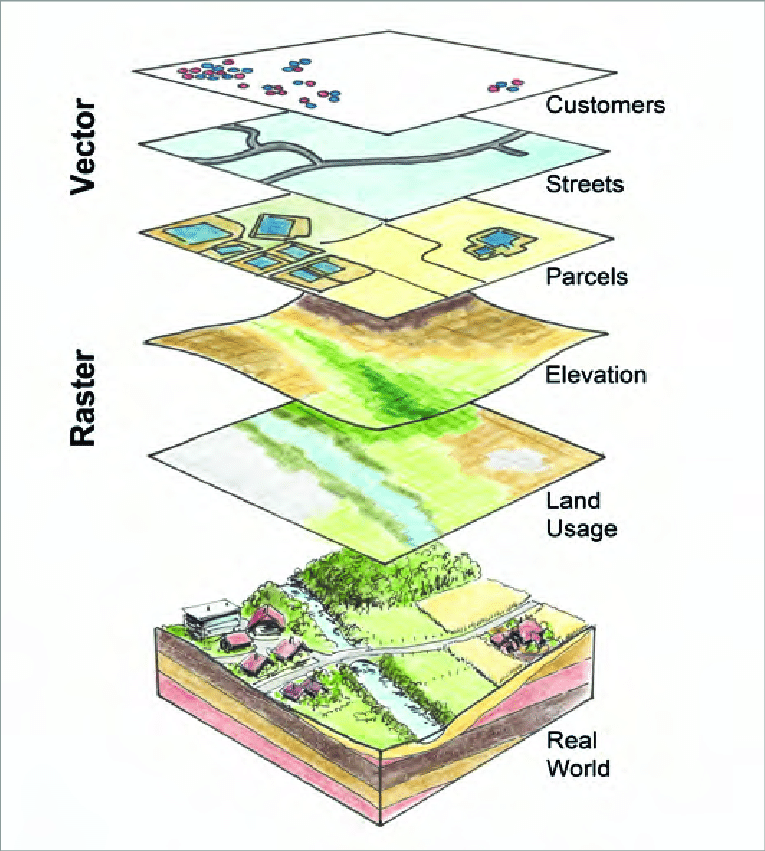 Vector
Customers
Streets
Parcels
Raster
Elevation
Land
Usage
Real
World